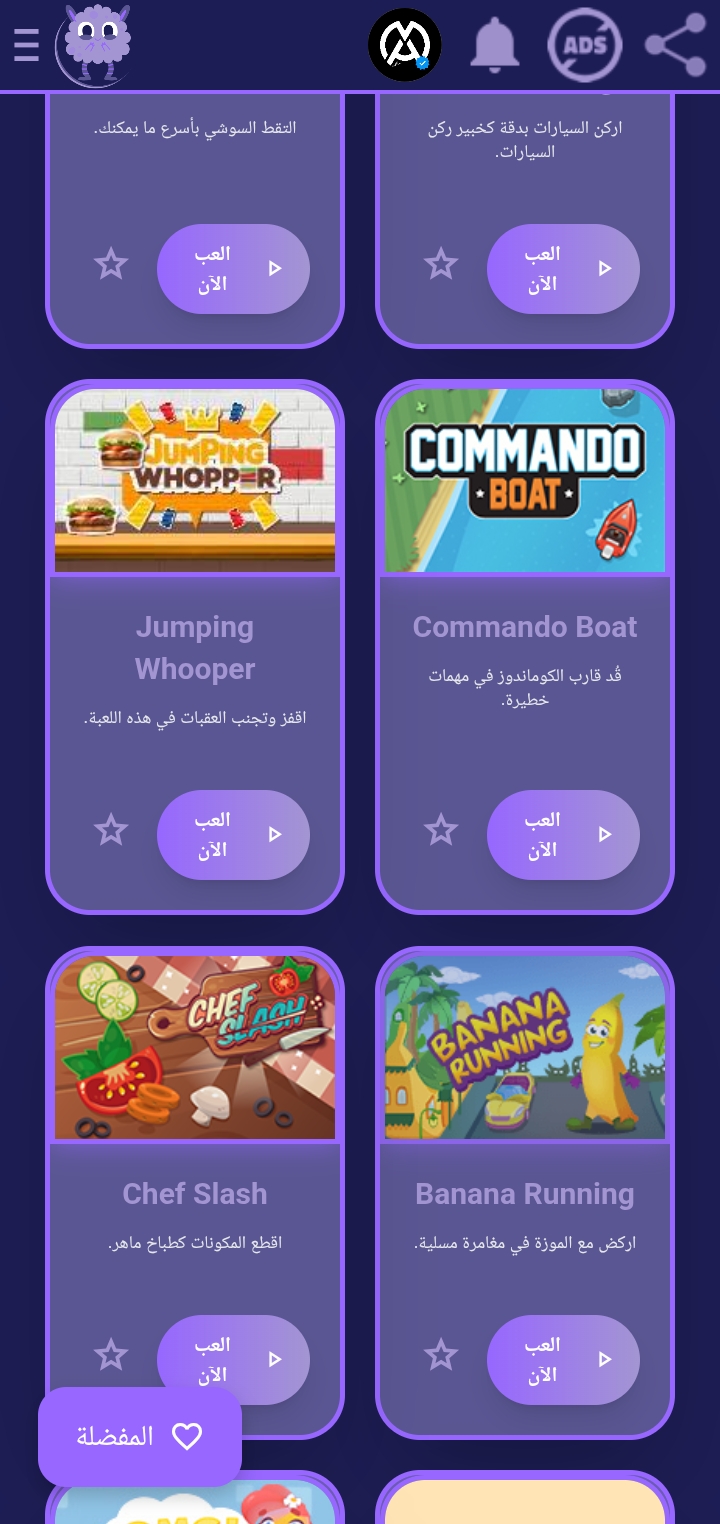 ADS
اركن السيارات بدقة كخبير ركن
السيارات.
التقط السوشي بأسرع ما يمكنك.
العب
الآن
العب
الآن
COMMANDO
BOAT
JUMPING
WHOPPER
Commando Boat
قُد قارب الكوماندوز في مهمات
خطيرة.
Jumping
Whooper
اقفز وتجنب العقبات في هذه اللعبة.
العب
الآن
العب
الآن
BANANA
RUNNING
CHEF
SLASH
Banana Running
اركض مع الموزة في مغامرة مسلية.
Chef Slash
اقطع المكونات كطباخ ماهر.
العب
الآن
العب
الآن
المفضلة